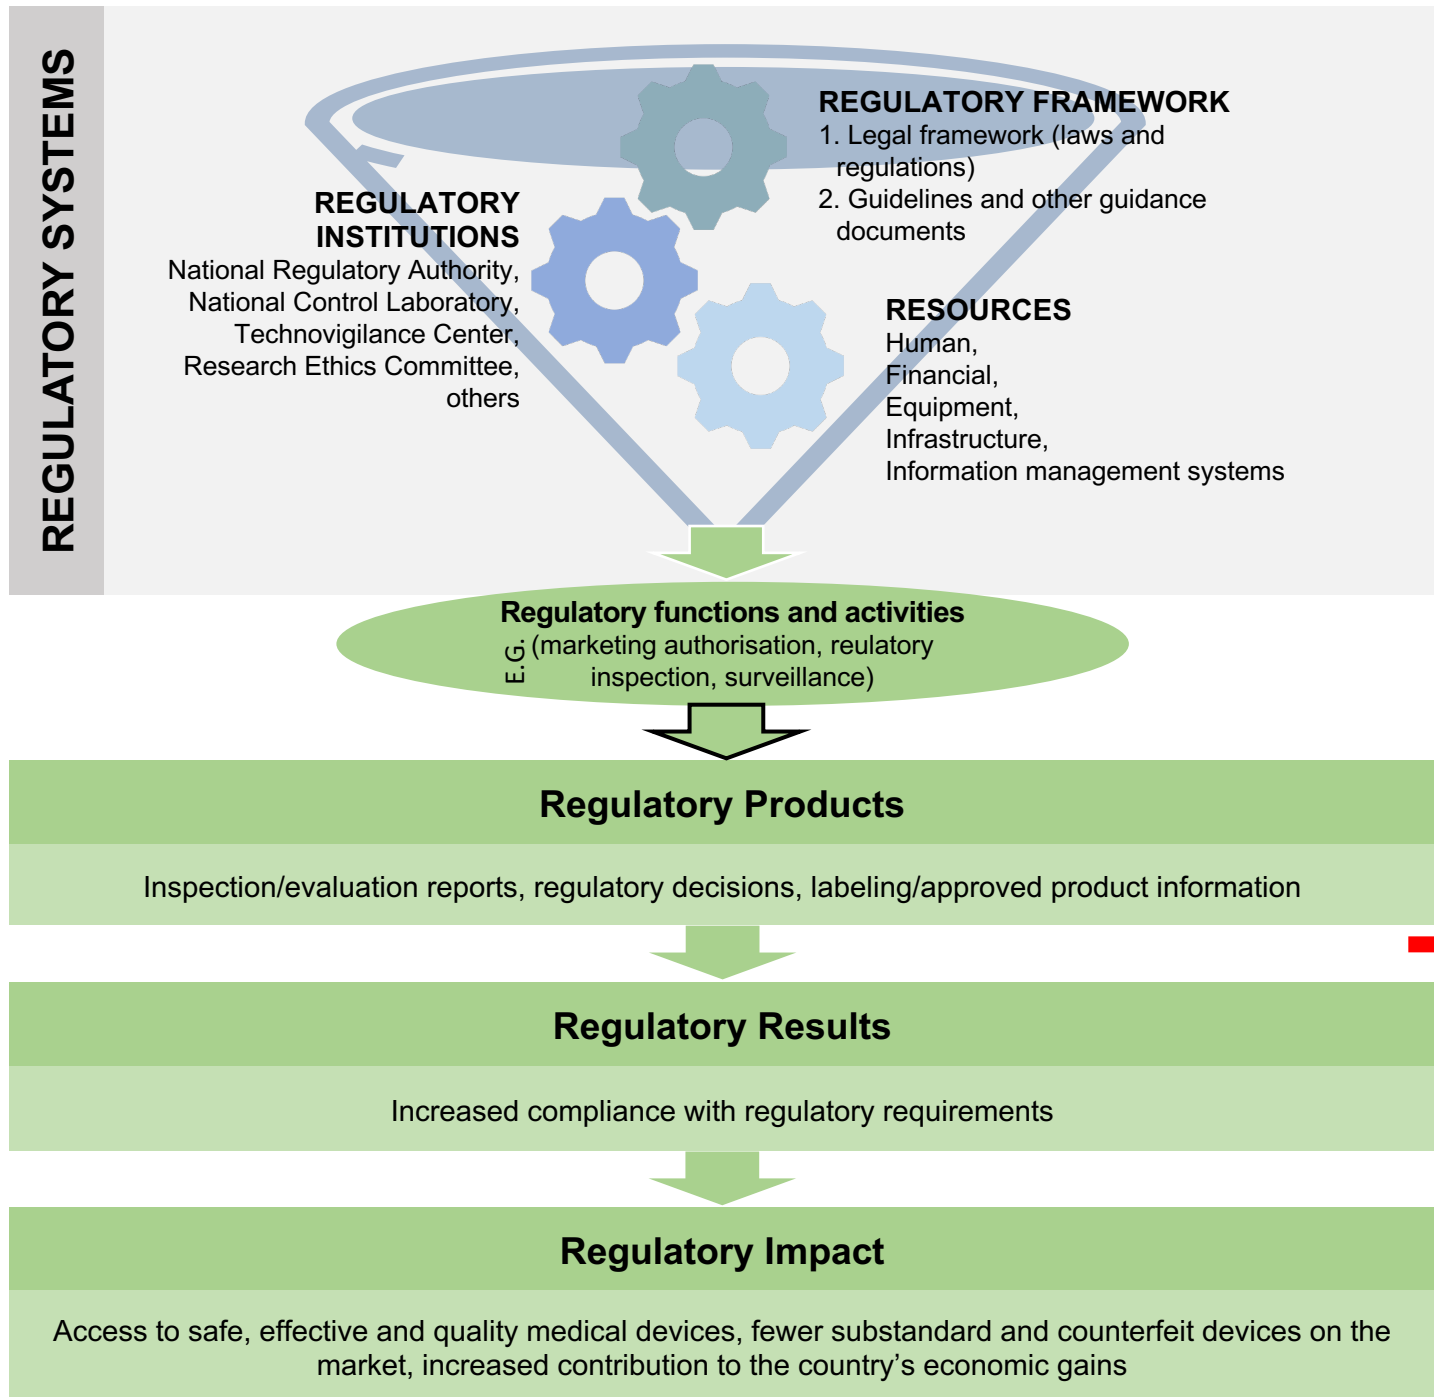 REGULATORY SYSTEMS
REGULATORY FRAMEWORK
1. Legal framework (laws and
regulations)
2. Guidelines and other guidance
documents
REGULATORY
INSTITUTIONS
National Regulatory Authority,
National Control Laboratory,
Technovigilance Center,
Research Ethics Committee,
others
RESOURCES
Human,
Financial,
Equipment,
Infrastructure,
Information management systems
Regulatory functions and activities
E.G. (marketing authorisation, reulatory
inspection, surveillance)
Regulatory Products
Inspection/evaluation reports, regulatory decisions, labeling/approved product information
Regulatory Results
Increased compliance with regulatory requirements
Regulatory Impact
Access to safe, effective and quality medical devices, fewer substandard and counterfeit devices on the
market, increased contribution to the country’s economic gains